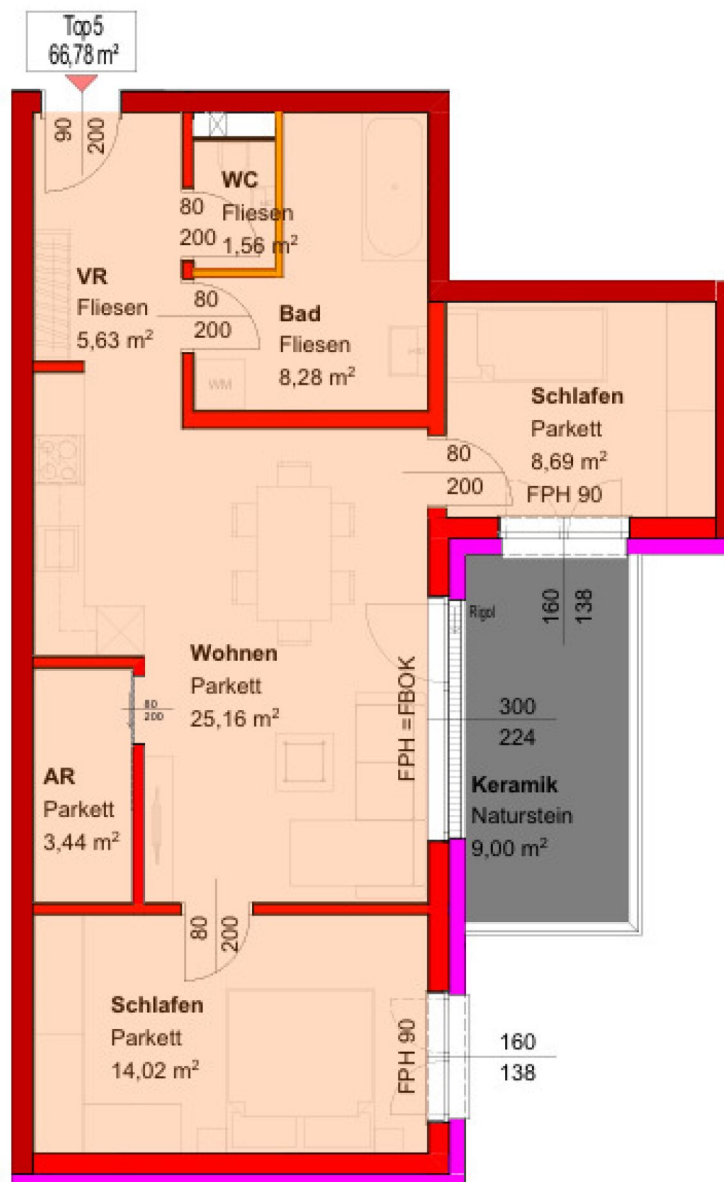 Top5
66,78 m²
90
200
WC
Fliesen
1,56 m²
80
200
VR
Fliesen
5,63 m²
80
200
Bad
Fliesen
8,28 m²
WM
Schlafen
Parkett
8,69 m²
FPH 90
80
200
160
138
Rigol
Wohnen
Parkett
25,16 m²
80
200
FPH =FBOK
300
224
AR
Parkett
3,44 m²
Keramik
Naturstein
9,00 m²
80
200
Schlafen
Parkett
14,02 m²
FPH 90
160
138